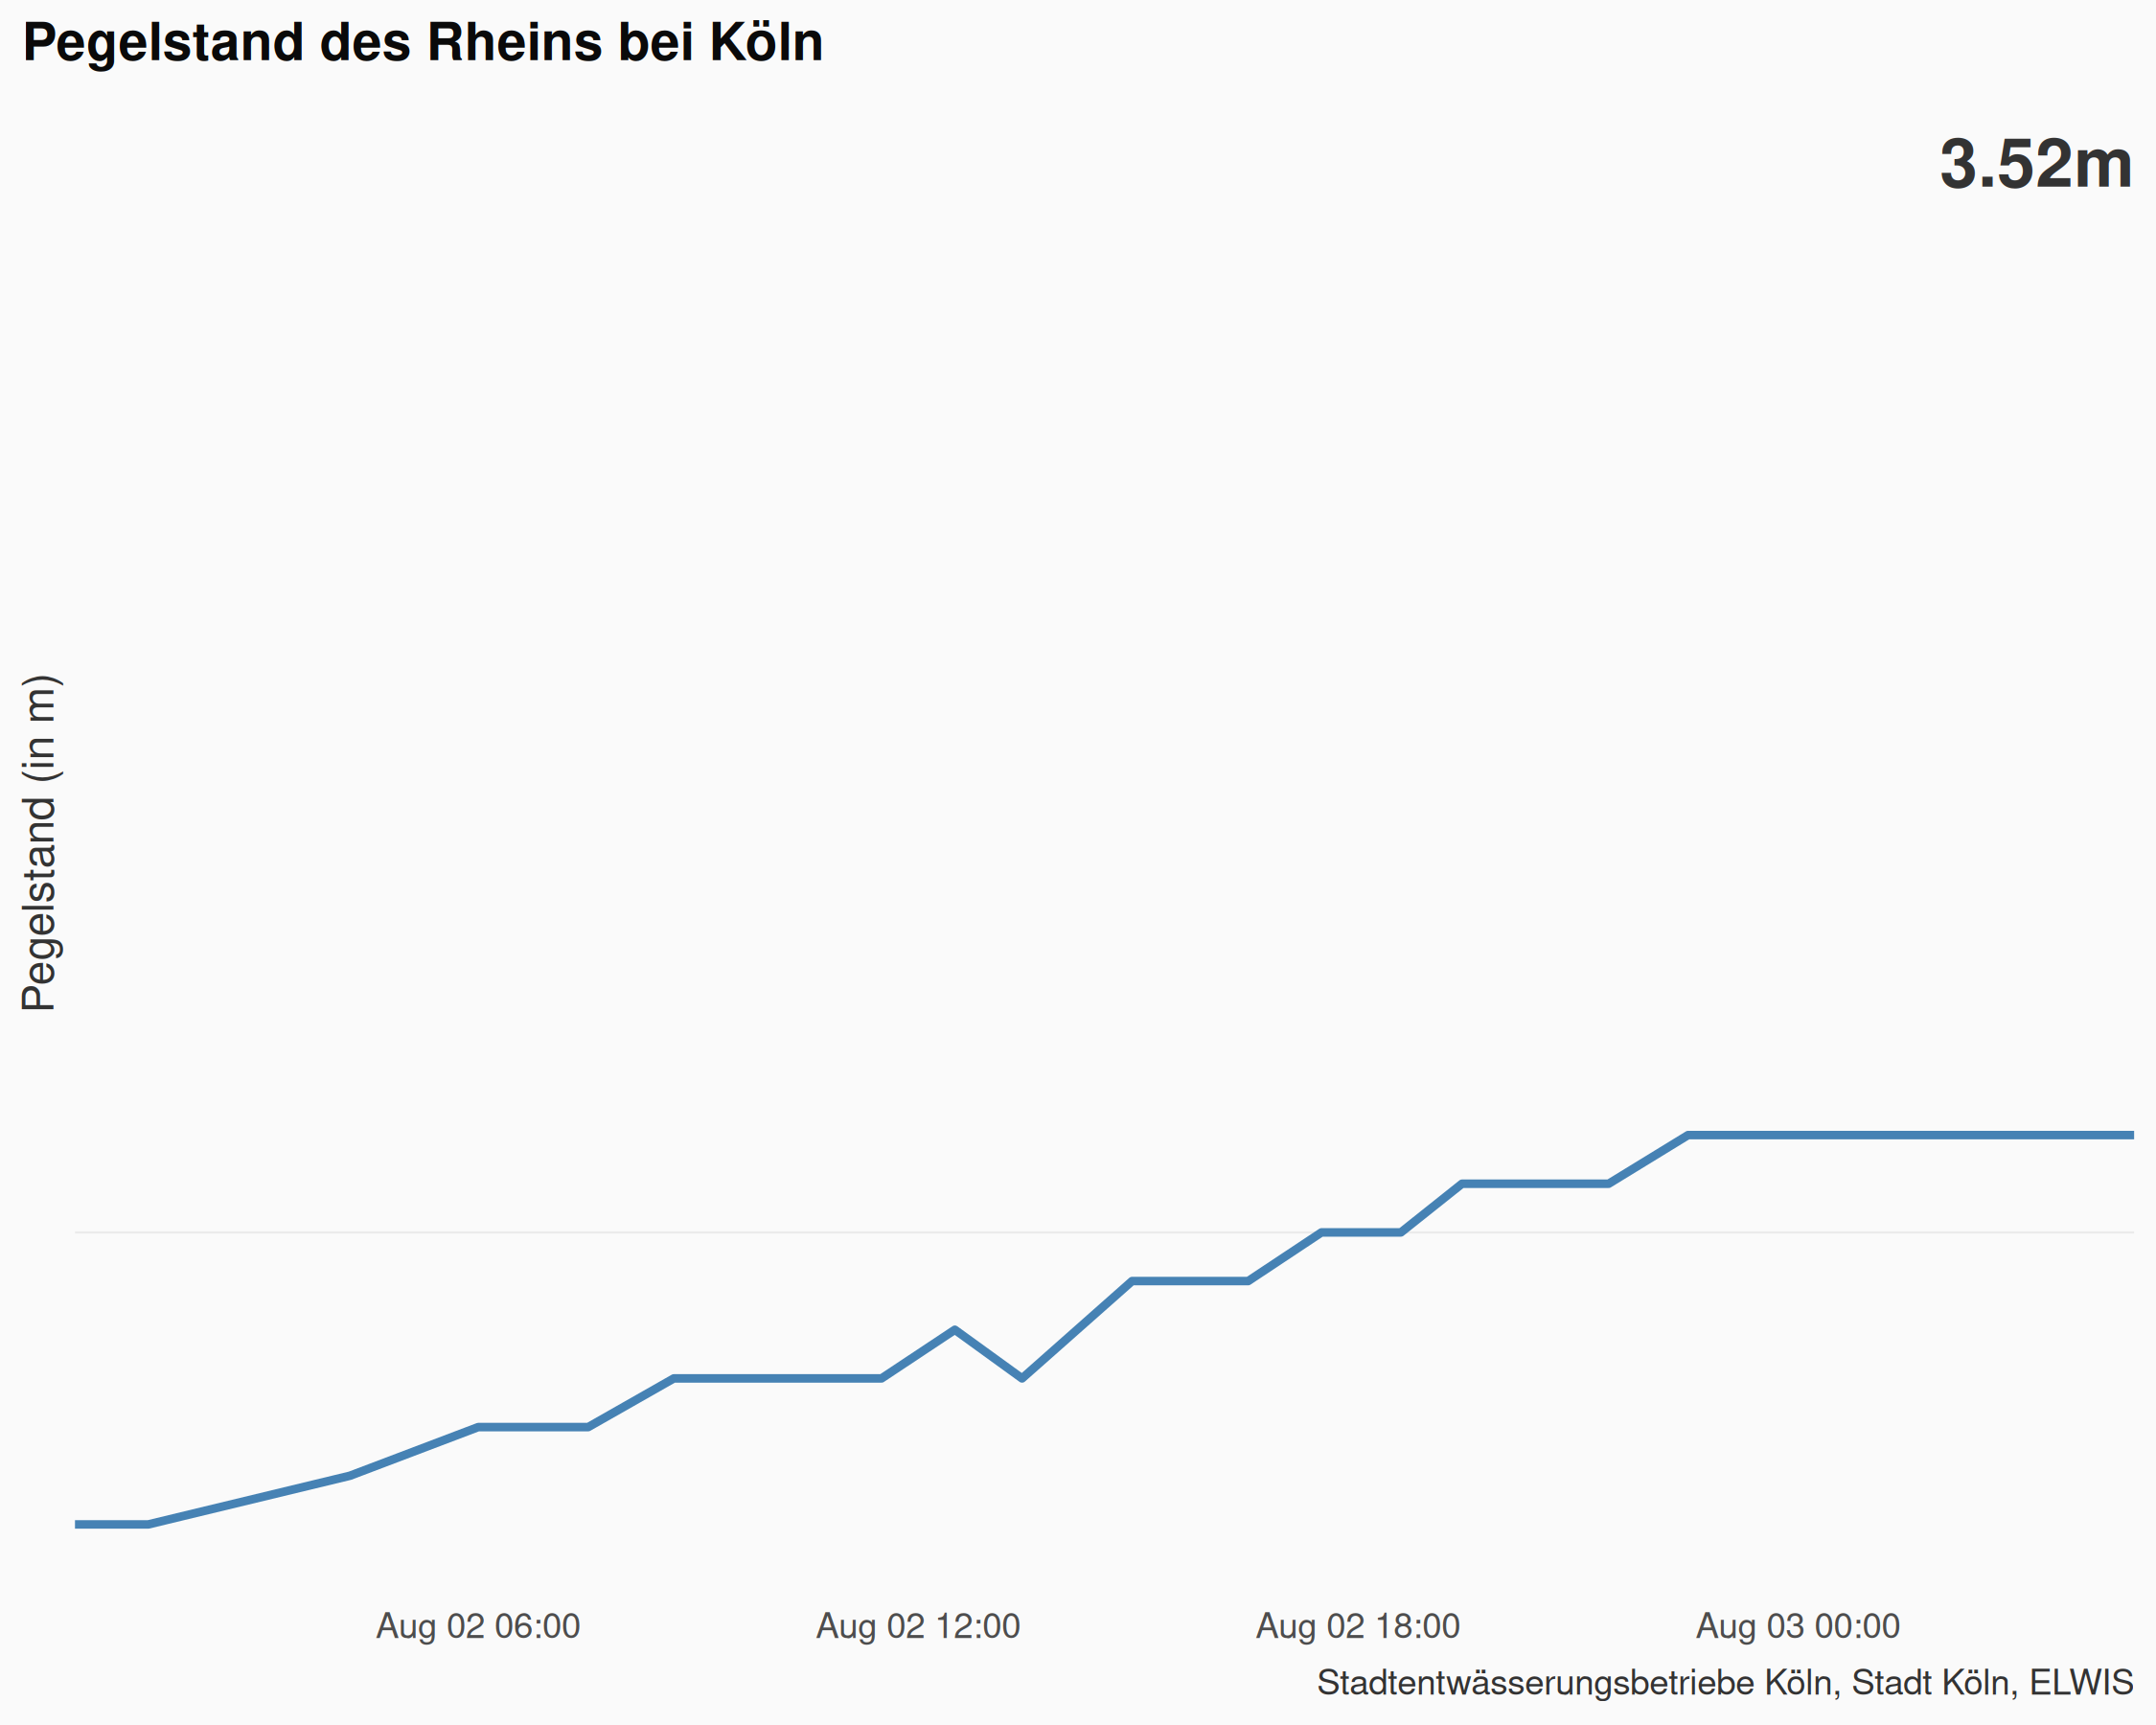 Pegelstand des Rheins bei Köln
3.52m
Pegelstand (in m)
Aug 02 06:00
Aug 02 12:00
Aug 02 18:00
Aug 03 00:00
Stadtentwässerungsbetriebe Köln, Stadt Köln, ELWIS